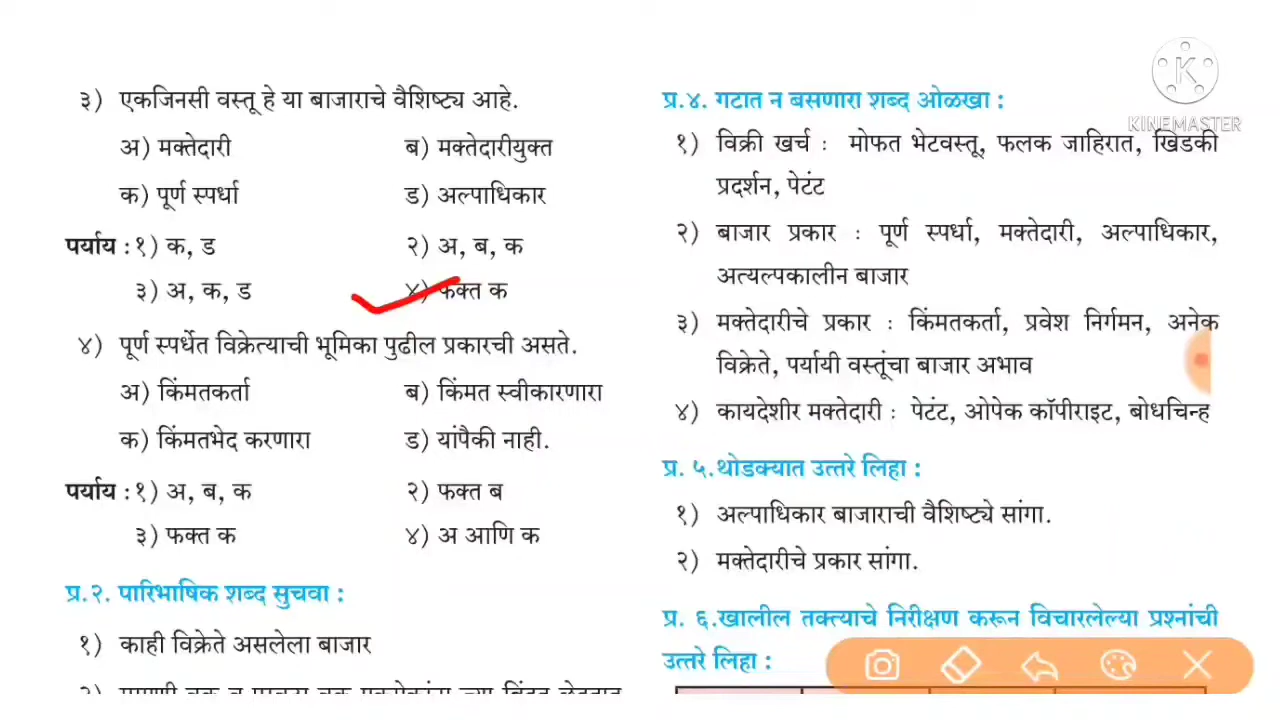 ३) एकजिनसी वस्तू हे या बाजाराचे वैशिष्ट्य आहे.
अ) मक्तेदारी ब) मक्तेदारीयुक्त
क) पूर्ण स्पर्धा ड) अल्पाधिकार
पर्याय : १) क, ड २) अ, ब, क
३) अ, क, ड ४) फक्त क
४) पूर्ण स्पर्धेत विक्रेत्याची भूमिका पुढील प्रकारची असते.
अ) किंमतकर्ता ब) किंमत स्वीकारणारा
क) किंमतभेद करणारा ड) यांपैकी नाही.
पर्याय : १) अ, ब, क २) फक्त ब
३) फक्त क ४) अ आणि क
प्र.२. पारिभाषिक शब्द सुचवा :
१) काही विक्रेते असलेला बाजार
प्र.४. गटात न बसणारा शब्द ओळखा :
१) विक्री खर्च : मोफत भेटवस्तू, फलक जाहिरात, खिडकी
प्रदर्शन, पेटंट
२) बाजार प्रकार : पूर्ण स्पर्धा, मक्तेदारी, अल्पाधिकार,
अत्यल्पकालीन बाजार
३) मक्तेदारीचे प्रकार : किंमतकर्ता, प्रवेश निर्गमन, अनेक
विक्रेते, पर्यायी वस्तूंचा बाजार अभाव
४) कायदेशीर मक्तेदारी : पेटंट, ओपेक कॉपीराइट, बोधचिन्ह
प्र. ५.थोडक्यात उत्तरे लिहा :
१) अल्पाधिकार बाजाराची वैशिष्ट्ये सांगा.
२) मक्तेदारीचे प्रकार सांगा.
प्र. ६.खालील तक्त्याचे निरीक्षण करून विचारलेल्या प्रश्नांची
उत्तरे लिहा :
K
KINEMASTER